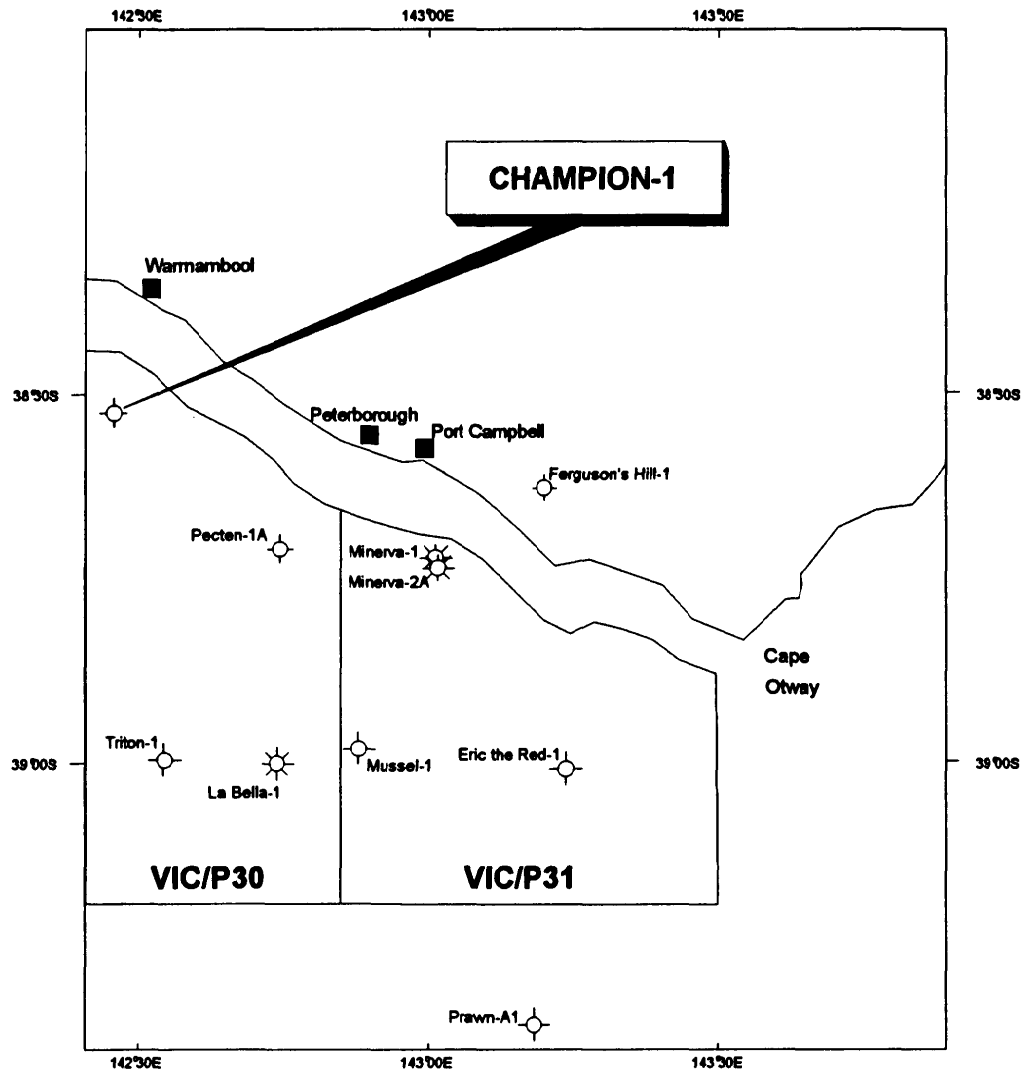 142°30E 143°00E 143°30E
CHAMPION-1
Warrnambool
38°30S 38°30S
Peterborough
Port Campbell
Ferguson's Hill-1
Pecten-1A
Minerva-1
Minerva-2A
Cape
Otway
Triton-1
Mussel-1
Eric the Red-1
39°00S 39°00S
La Bella-1
VIC/P30 VIC/P31
Prawn-A1
142°30E 143°00E 143°30E